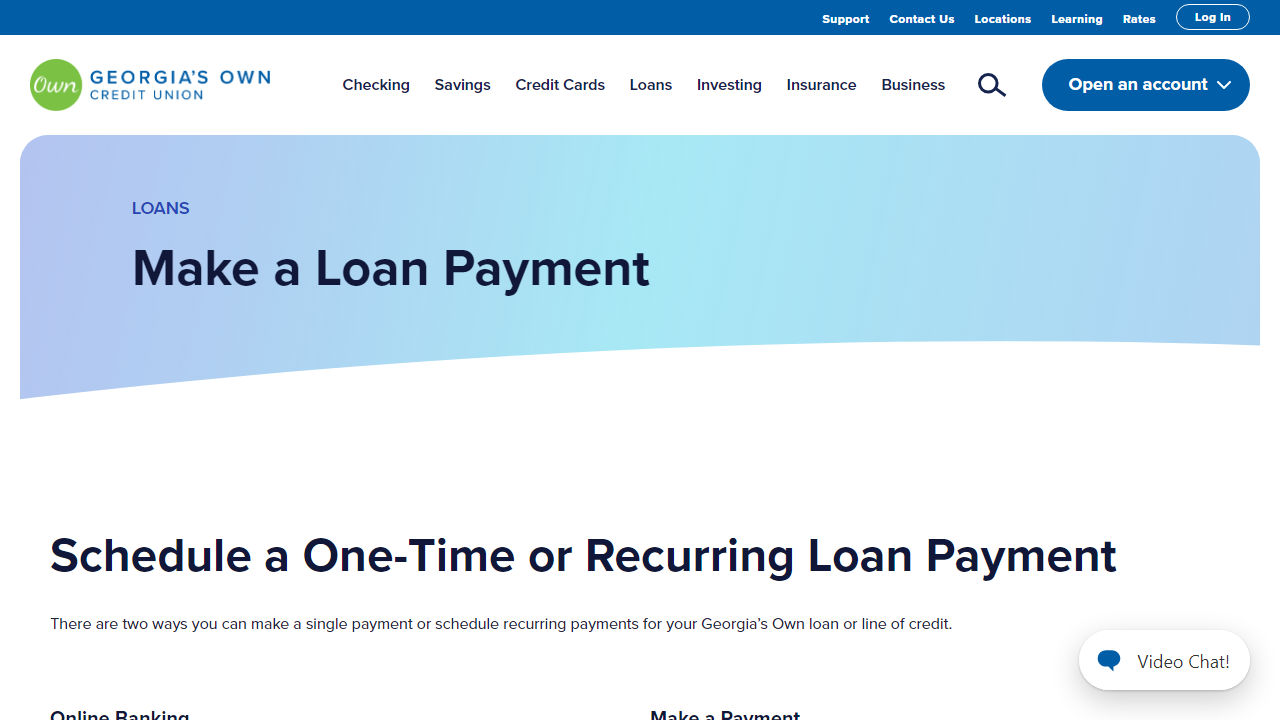 Support Contact Us Locations Learning Rates Log In
Own GEORGIA'S OWN
CREDIT UNION
Checking Savings Credit Cards Loans Investing Insurance Business Open an account
LOANS
Make a Loan Payment
Schedule a One-Time or Recurring Loan Payment
There are two ways you can make a single payment or schedule recurring payments for your Georgia’s Own loan or line of credit.
Video Chat!
Online Banking Make a Payment